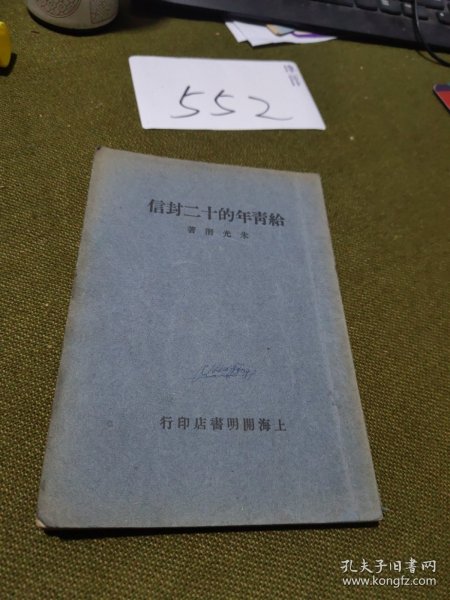 552
信封二十的年靑給
著 潛光朱
行印店書明開海上
孔夫子旧书网
www.kongfz.com